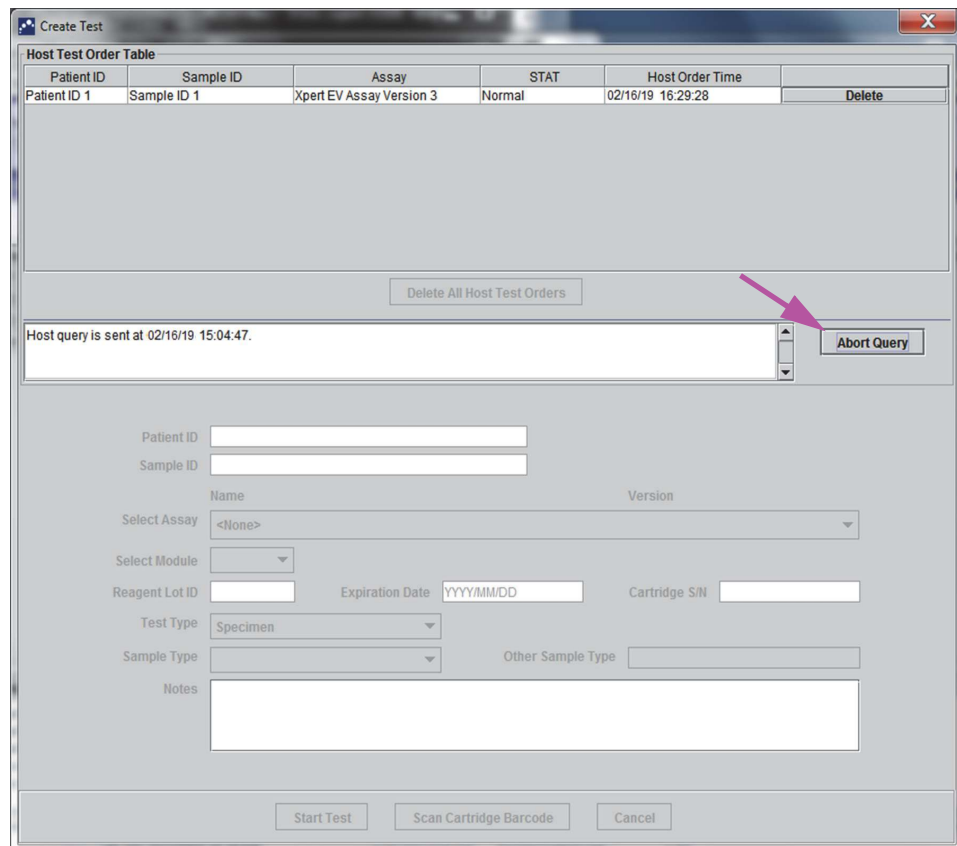 Create Test
X
Host Test Order Table
Patient ID Sample ID Assay STAT Host Order Time
Patient ID 1 Sample ID 1 Xpert EV Assay Version 3 Normal 02/16/19 16:29:28 Delete
Delete All Host Test Orders
Host query is sent at 02/16/19 15:04:47.
Abort Query
Patient ID
Sample ID
Name Version
Select Assay <None>
Select Module
Reagent Lot ID Expiration Date YYYY/MM/DD Cartridge S/N
Test Type Specimen
Sample Type Other Sample Type
Notes
Start Test Scan Cartridge Barcode Cancel